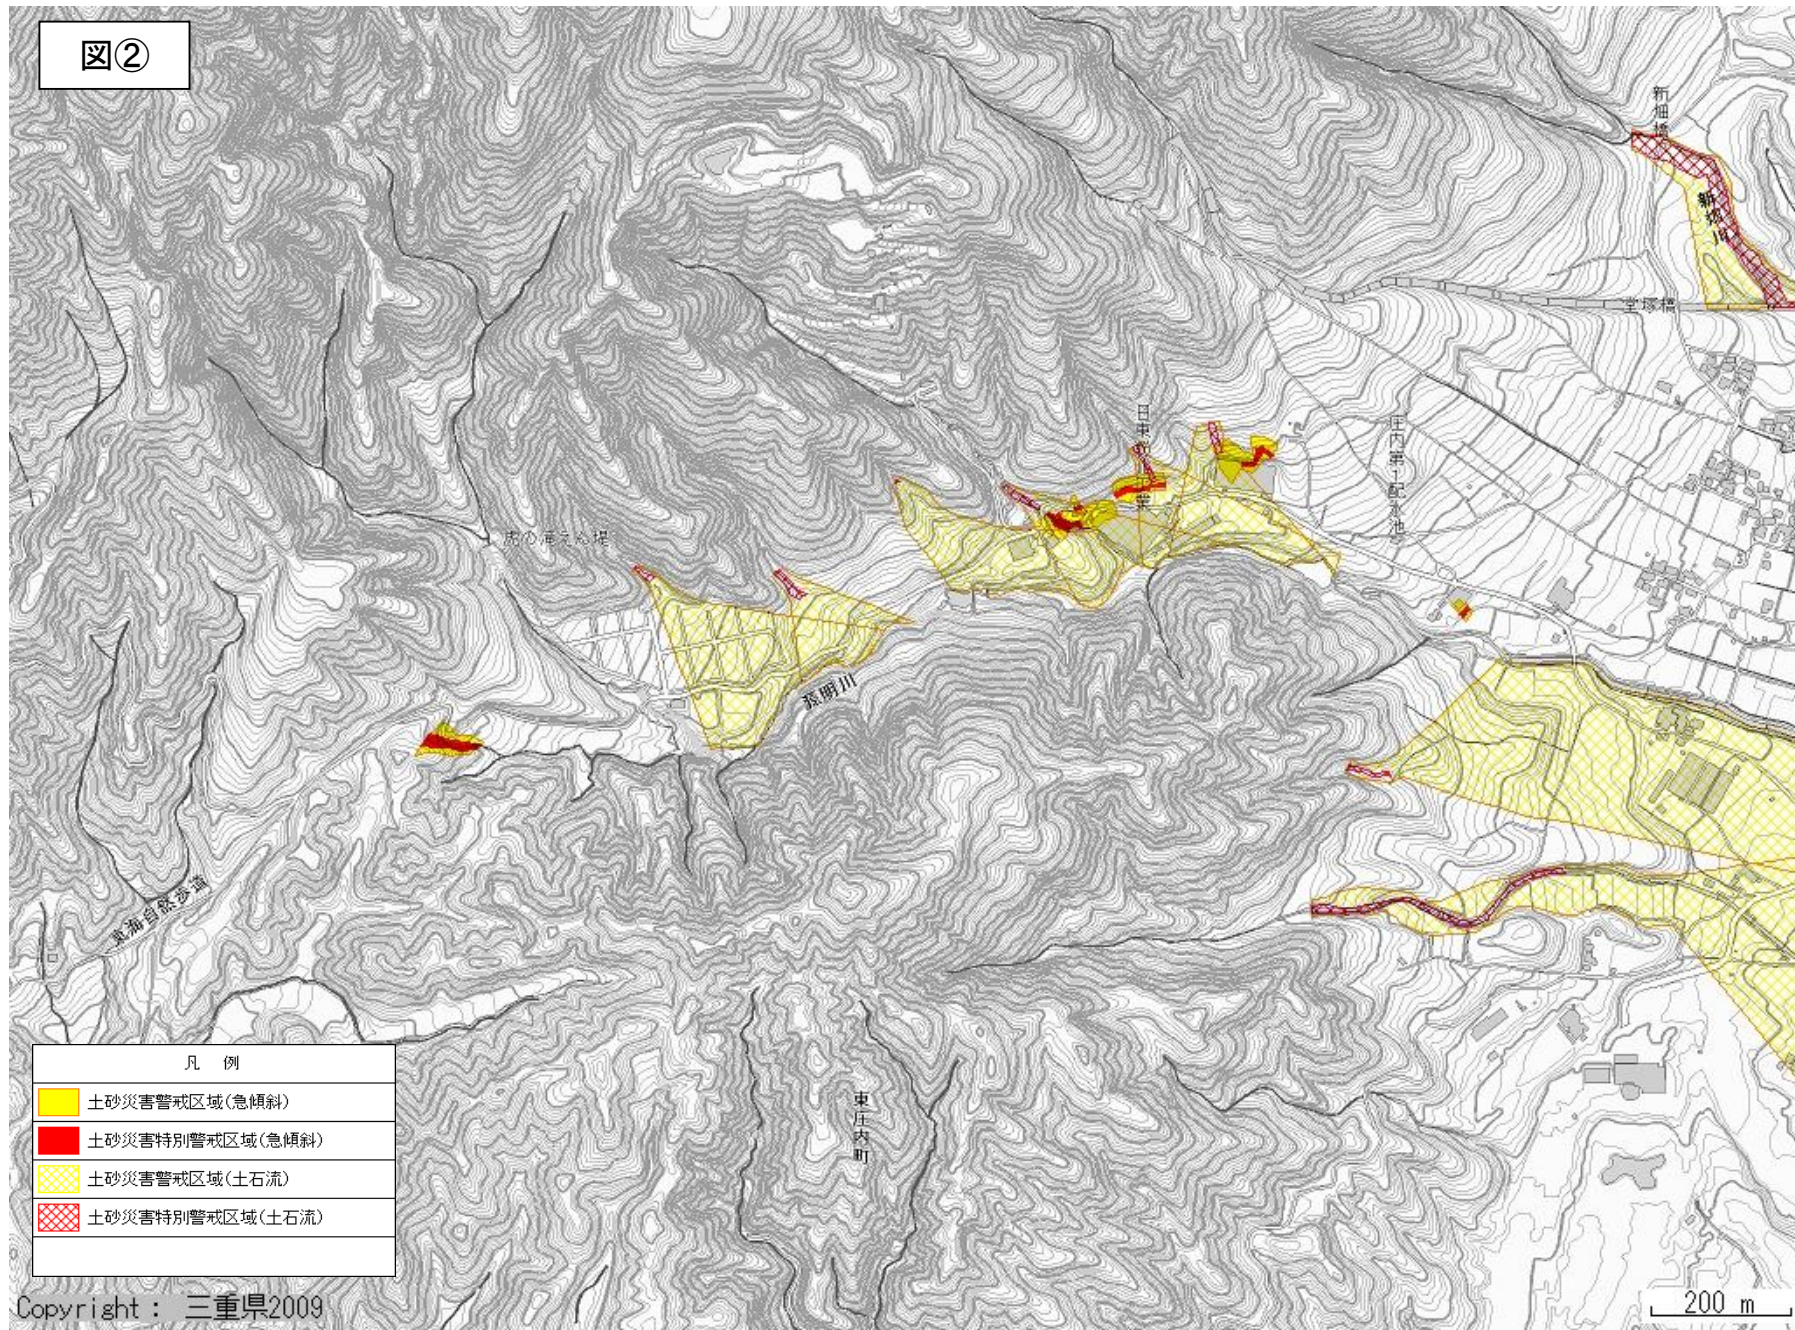 図②
新畑橋
新畑川
堂塚橋
庄内第1配水池
虎の滝えん堤
孫明川
東海自然歩道
東庄内町
凡 例
土砂災害警戒区域(急傾斜)
土砂災害特別警戒区域(急傾斜)
土砂災害警戒区域(土石流)
土砂災害特別警戒区域(土石流)
Copyright : 三重県2009
200 m